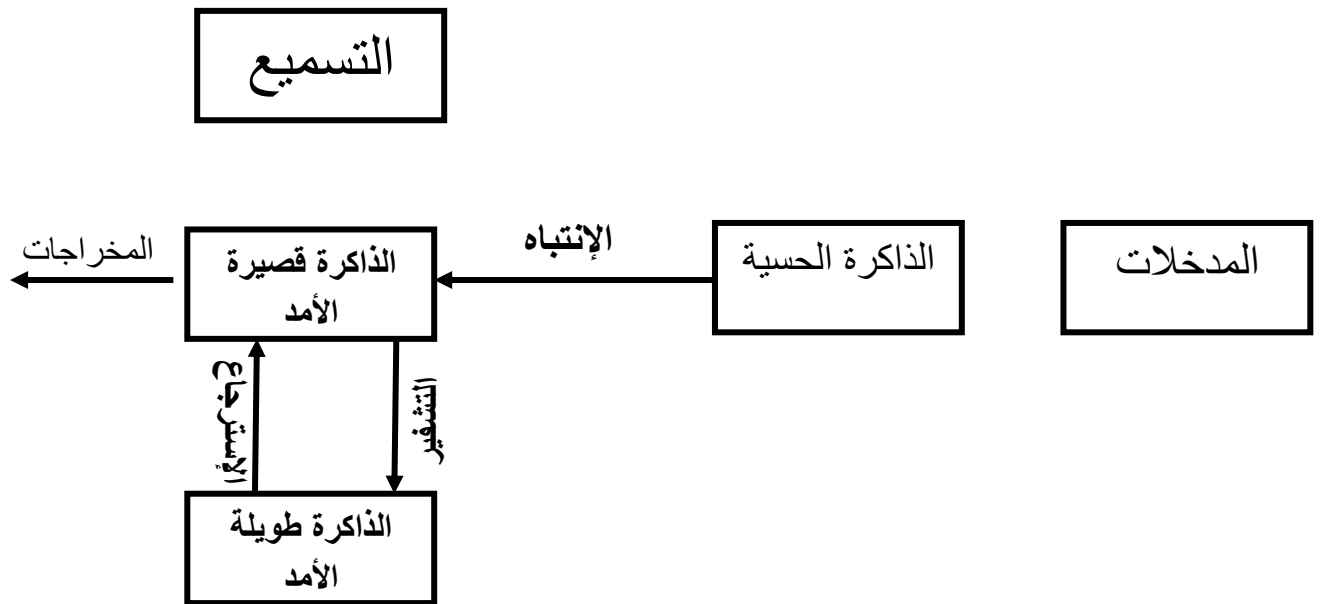 التسميع
المدخلات
الذاكرة الحسية
الإنتباه
الذاكرة قصيرة
الأمد
المخراجات
التشفير
الإسترجاع
الذاكرة طويلة
الأمد